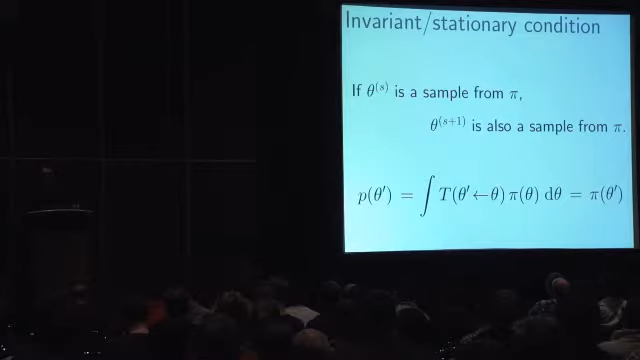 Invariant/stationary condition
If θ^(s) is a sample from π,
θ^(s+1) is also a sample from π.
p(θ′) = ∫ T(θ′←θ) π(θ) dθ = π(θ′)